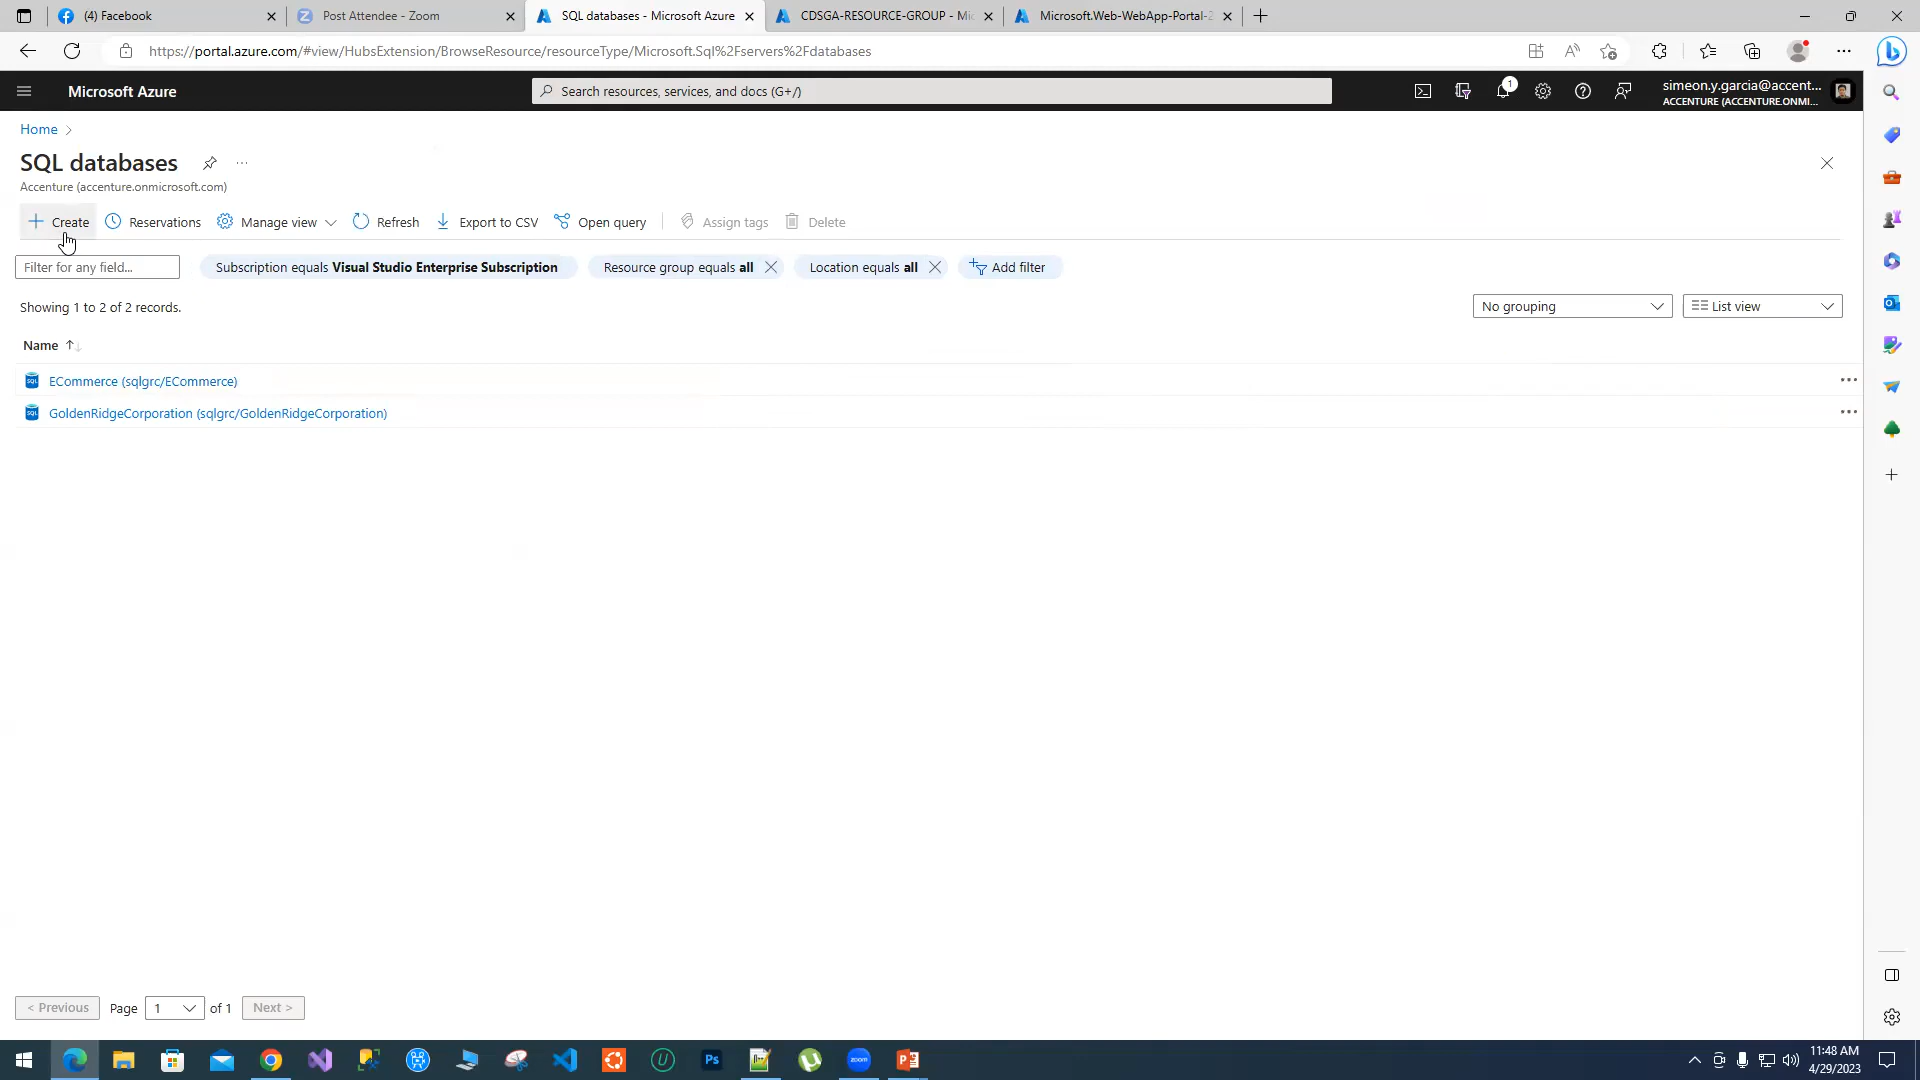 (4) Facebook
Post Attendee - Zoom
SQL databases - Microsoft Azure
CDSGA-RESOURCE-GROUP - Mic
Microsoft.Web-WebApp-Portal-2
https://portal.azure.com/#view/HubsExtension/BrowseResource/resourceType/Microsoft.Sql%2Fservers%2Fdatabases
Microsoft Azure
Search resources, services, and docs (G+/)
1
simeon.y.garcia@accent...
ACCENTURE (ACCENTURE.ONMI...
Home
SQL databases
Accenture (accenture.onmicrosoft.com)
Create
Reservations
Manage view
Refresh
Export to CSV
Open query
Assign tags
Delete
Filter for any field...
Subscription equals Visual Studio Enterprise Subscription
Resource group equals all
Location equals all
Add filter
Showing 1 to 2 of 2 records.
No grouping
List view
Name
ECommerce (sqlgrc/ECommerce)
GoldenRidgeCorporation (sqlgrc/GoldenRidgeCorporation)
< Previous
Page
1
of 1
Next >
11:48 AM
4/29/2023